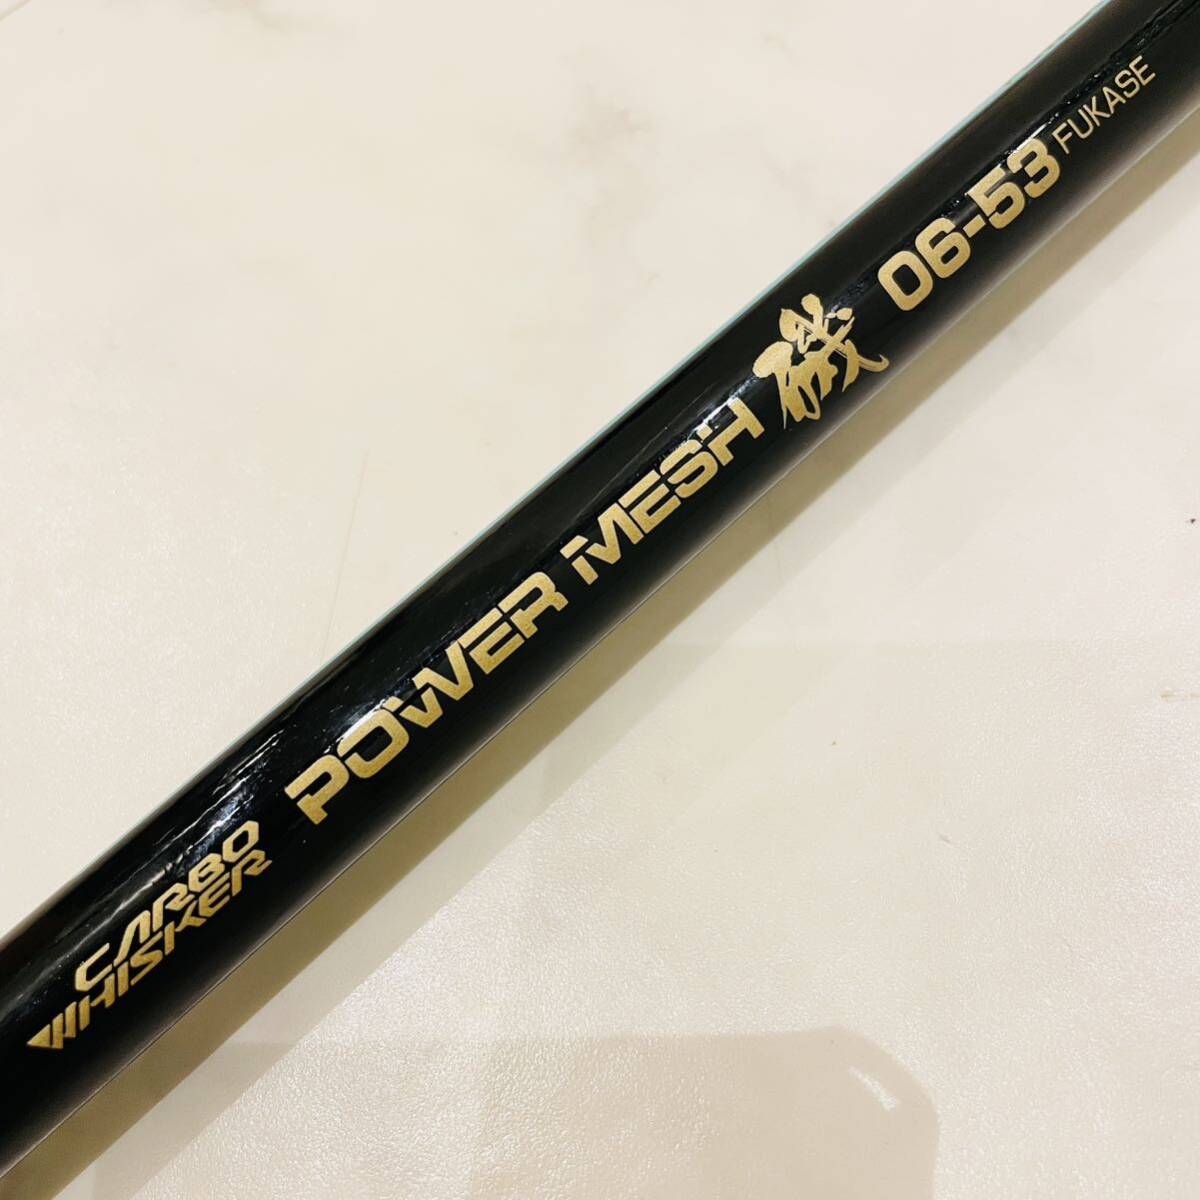 CARBO
WHISKER
POWER MESH 磯 06-53 FUKASE